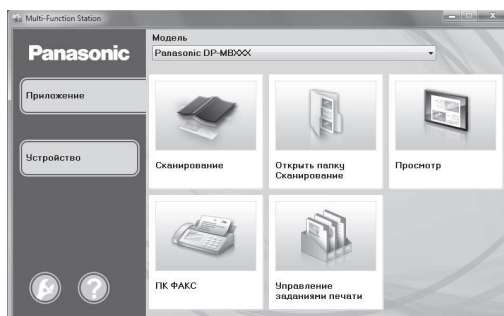 Multi-Function Station
Panasonic
Модель
Panasonic DP-MBXXX
Приложение
Устройство
Сканирование
Открыть папку
Сканирование
Просмотр
ПК ФАКС
Управление
заданиями печати
?